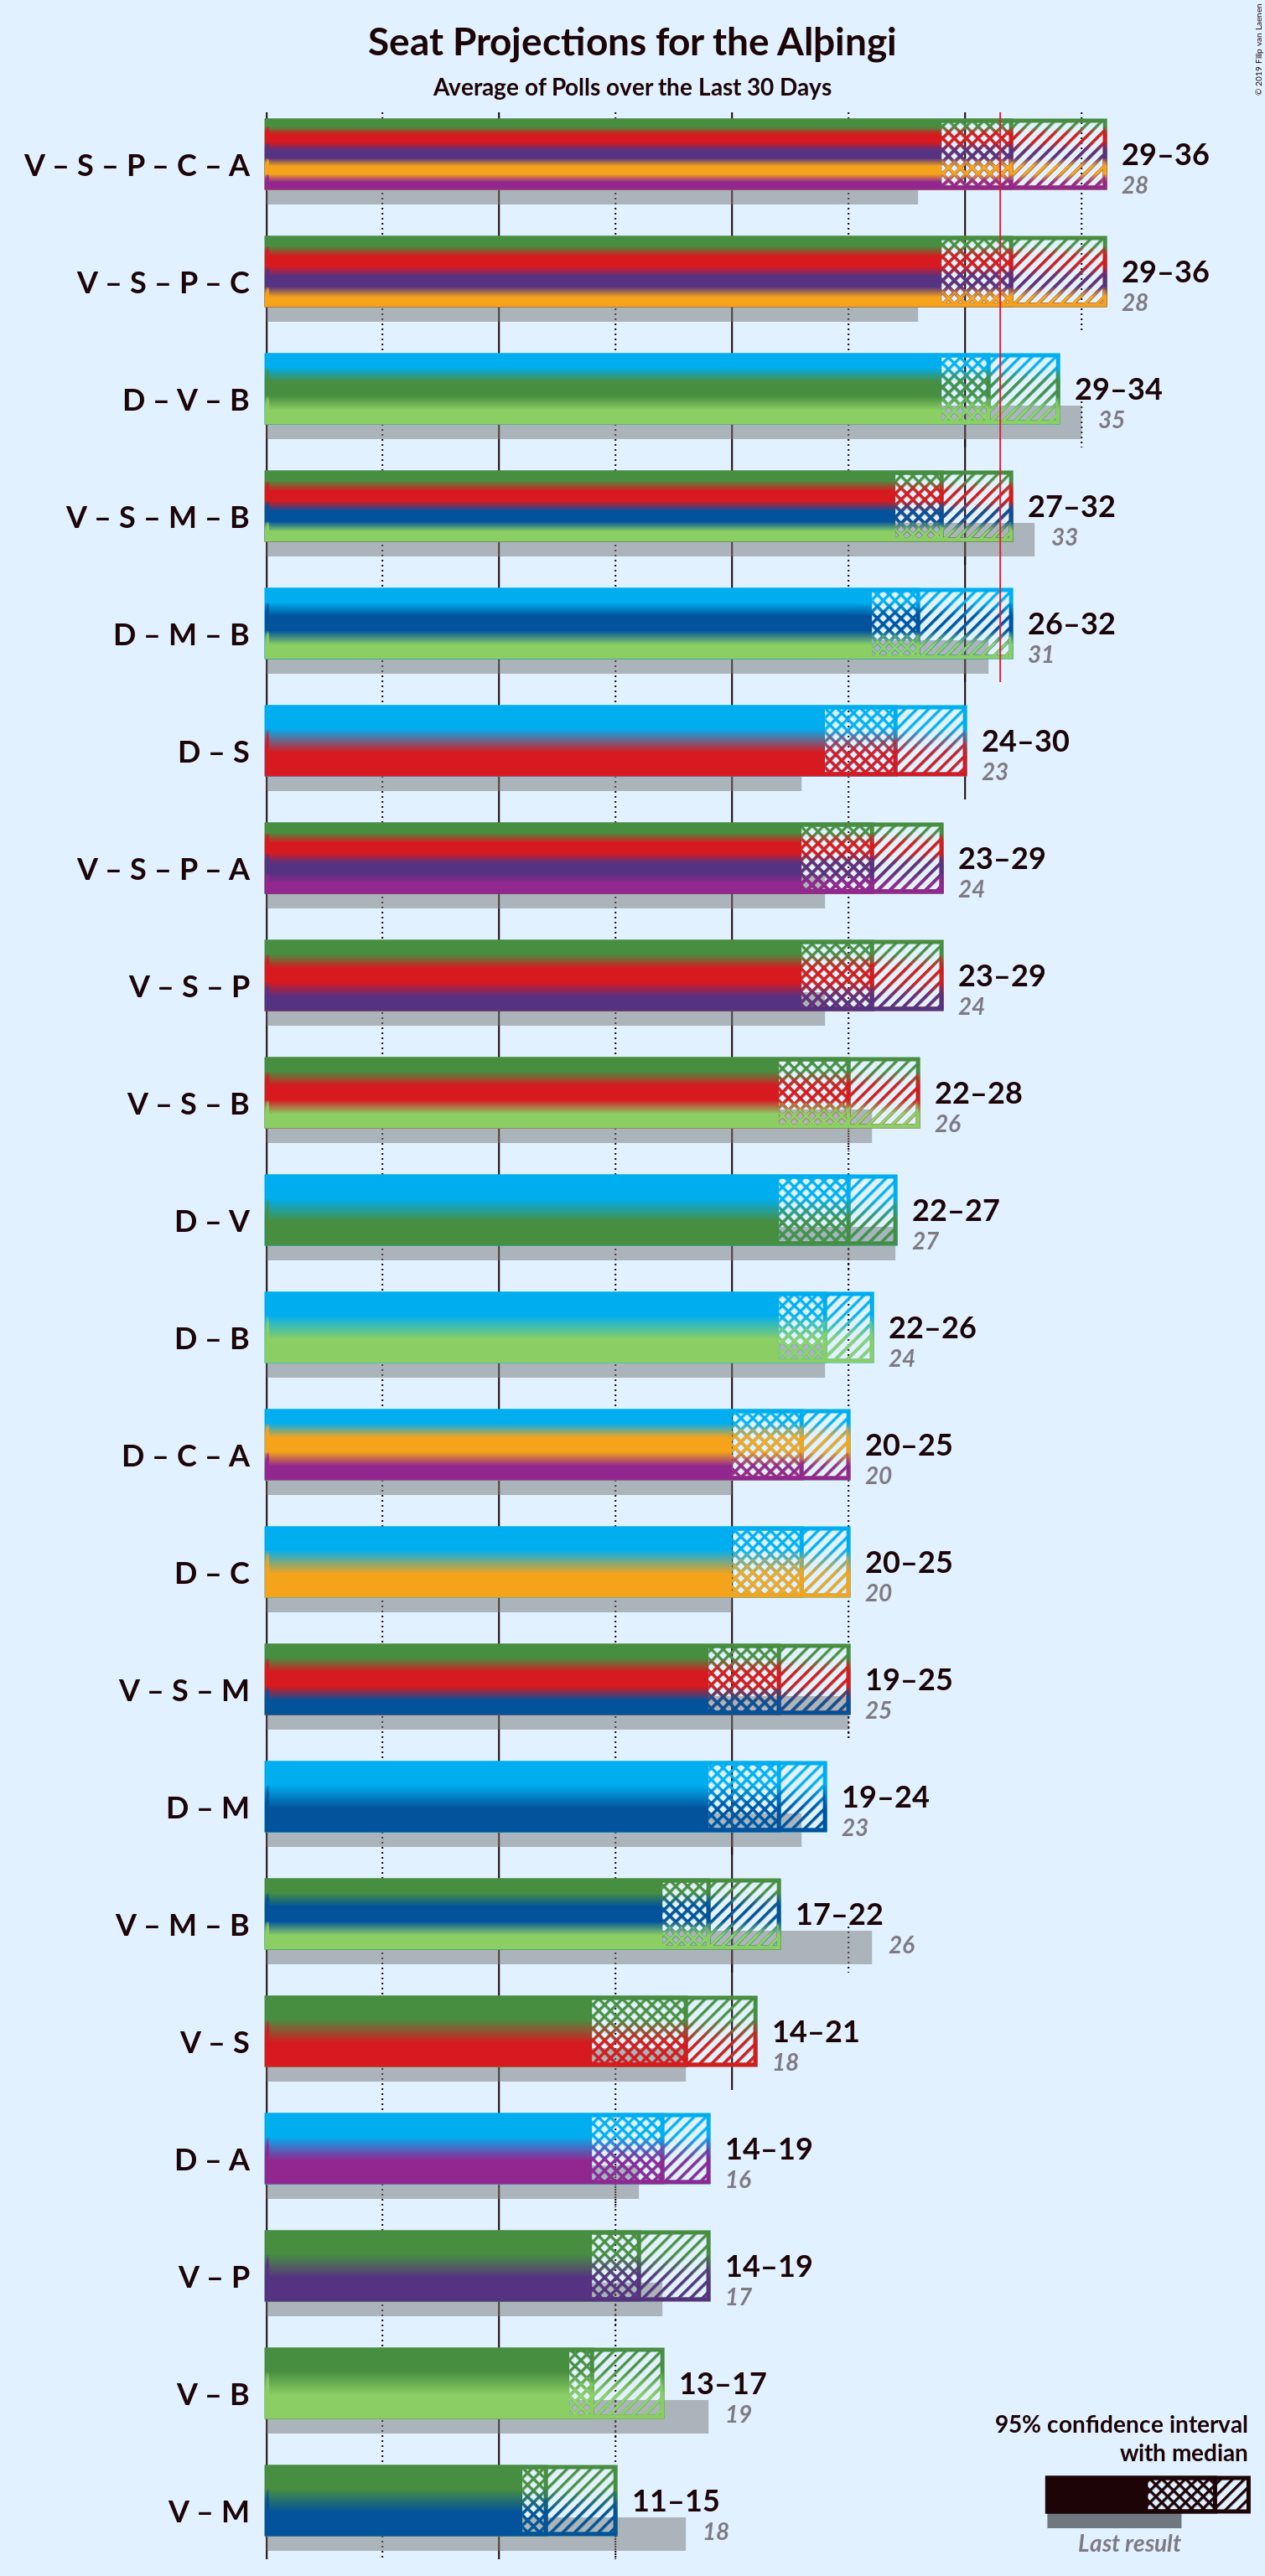 Seat Projections for the Alþingi
Average of Polls over the Last 30 Days
© 2019 Filip van Laenen
V – S – P – C – A
29–36
28
V – S – P – C
29–36
28
D – V – B
29–34
35
V – S – M – B
27–32
33
D – M – B
26–32
31
D – S
24–30
23
V – S – P – A
23–29
24
V – S – P
23–29
24
V – S – B
22–28
26
D – V
22–27
27
D – B
22–26
24
D – C – A
20–25
20
D – C
20–25
20
V – S – M
19–25
25
D – M
19–24
23
V – M – B
17–22
26
V – S
14–21
18
D – A
14–19
16
V – P
14–19
17
V – B
13–17
19
V – M
11–15
18
95% confidence interval
with median
Last result